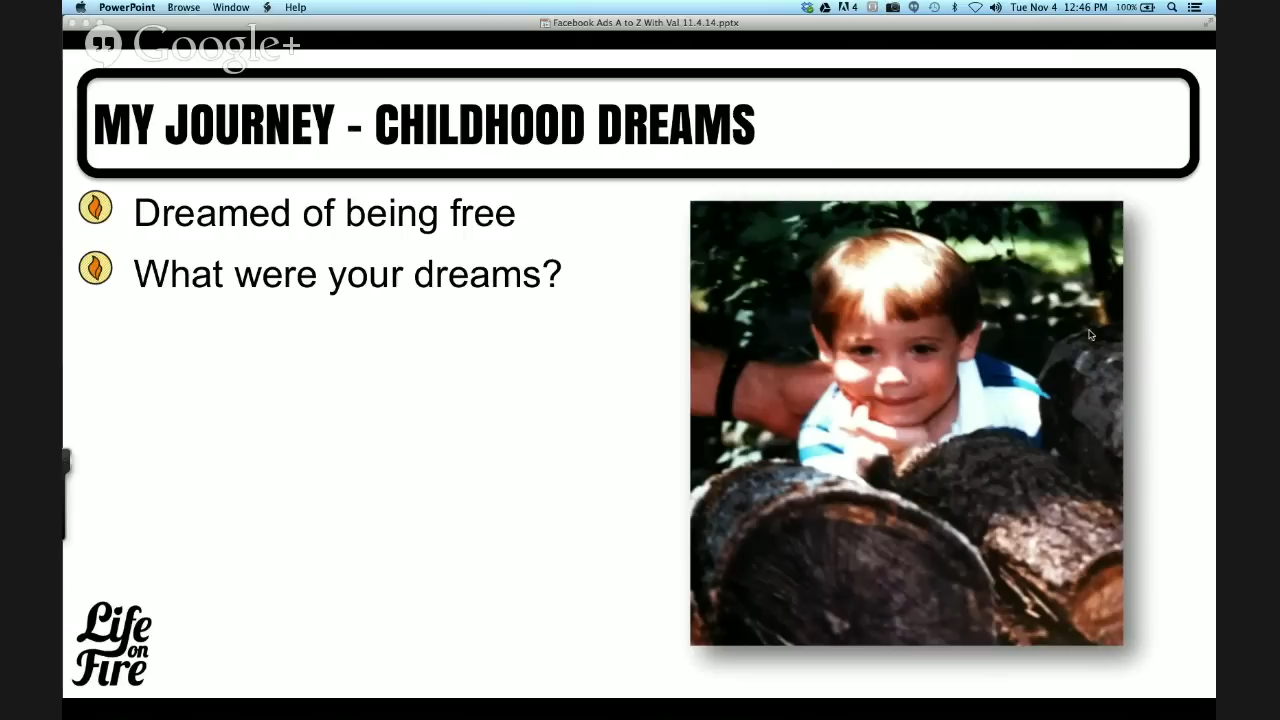 PowerPoint Browse Window Help
4 Tue Nov 4 12:46 PM 100%
Facebook Ads A to Z With Val 11.4.14.pptx
Google+
MY JOURNEY - CHILDHOOD DREAMS
Dreamed of being free
What were your dreams?
Life
on
Fire